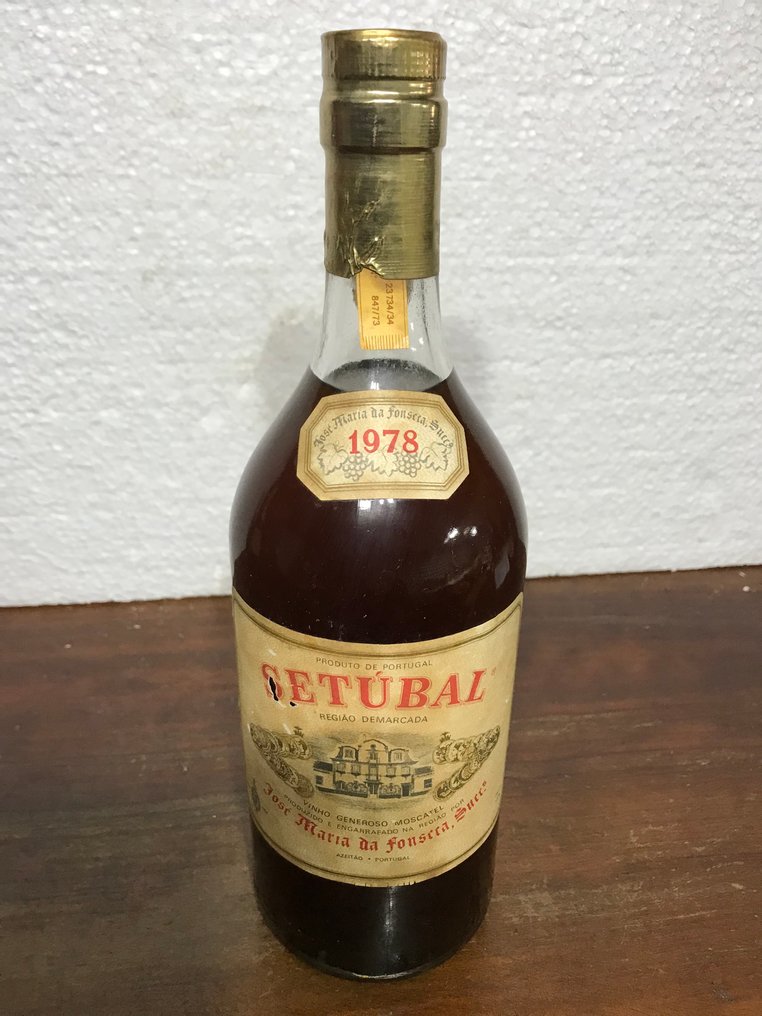 23734/34
847/73
José Maria da Fonseca, Succ.
1978
PRODUTO DE PORTUGAL
SETÚBAL®
REGIÃO DEMARCADA
VINHO GENEROSO MOSCATEL
PRODUZIDO E ENGARRAFADO NA REGIÃO POR
José Maria da Fonseca, Succ.
AZEITÃO • PORTUGAL